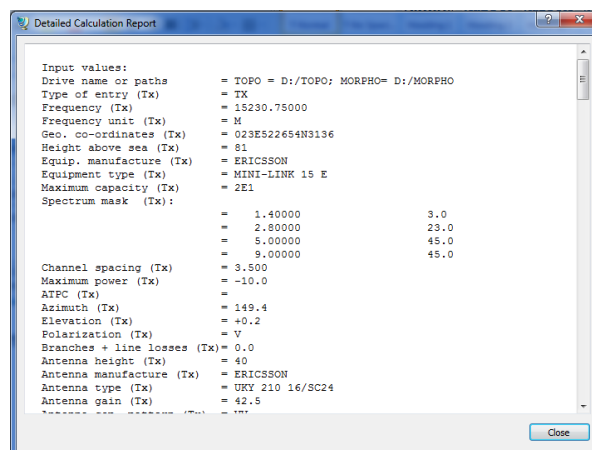 Detailed Calculation Report
Input values:
Drive name or paths = TOPO = D:/TOPO; MORPHO= D:/MORPHO
Type of entry (Tx) = TX
Frequency (Tx) = 15230.75000
Frequency unit (Tx) = M
Geo. co-ordinates (Tx) = 023E522654N3136
Height above sea (Tx) = 81
Equip. manufacture (Tx) = ERICSSON
Equipment type (Tx) = MINI-LINK 15 E
Maximum capacity (Tx) = 2E1
Spectrum mask (Tx):
= 1.40000 3.0
= 2.80000 23.0
= 5.00000 45.0
= 9.00000 45.0
Channel spacing (Tx) = 3.500
Maximum power (Tx) = -10.0
ATPC (Tx) =
Azimuth (Tx) = 149.4
Elevation (Tx) = +0.2
Polarization (Tx) = V
Branches + line losses (Tx)= 0.0
Antenna height (Tx) = 40
Antenna manufacture (Tx) = ERICSSON
Antenna type (Tx) = UKY 210 16/SC24
Antenna gain (Tx) = 42.5
Close